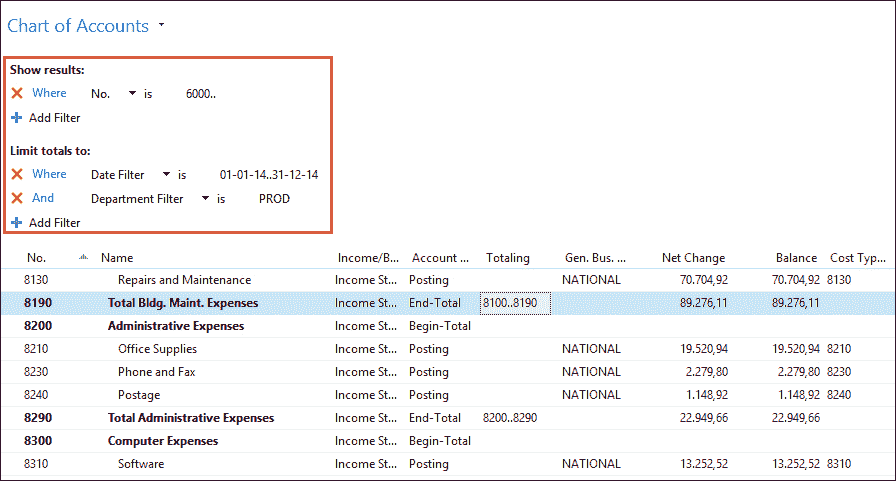 Chart of Accounts
Show results:
Where No. is 6000..
Add Filter
Limit totals to:
Where Date Filter is 01-01-14..31-12-14
And Department Filter is PROD
Add Filter
No. Name Income/B... Account ... Totaling Gen. Bus. ... Net Change Balance Cost Typ...
8130 Repairs and Maintenance Income St... Posting NATIONAL 70.704,92 70.704,92 8130
8190 Total Bldg. Maint. Expenses Income St... End-Total 8100..8190 89.276,11 89.276,11
8200 Administrative Expenses Income St... Begin-Total
8210 Office Supplies Income St... Posting NATIONAL 19.520,94 19.520,94 8210
8230 Phone and Fax Income St... Posting NATIONAL 2.279,80 2.279,80 8230
8240 Postage Income St... Posting NATIONAL 1.148,92 1.148,92 8240
8290 Total Administrative Expenses Income St... End-Total 8200..8290 22.949,66 22.949,66
8300 Computer Expenses Income St... Begin-Total
8310 Software Income St... Posting NATIONAL 13.252,52 13.252,52 8310